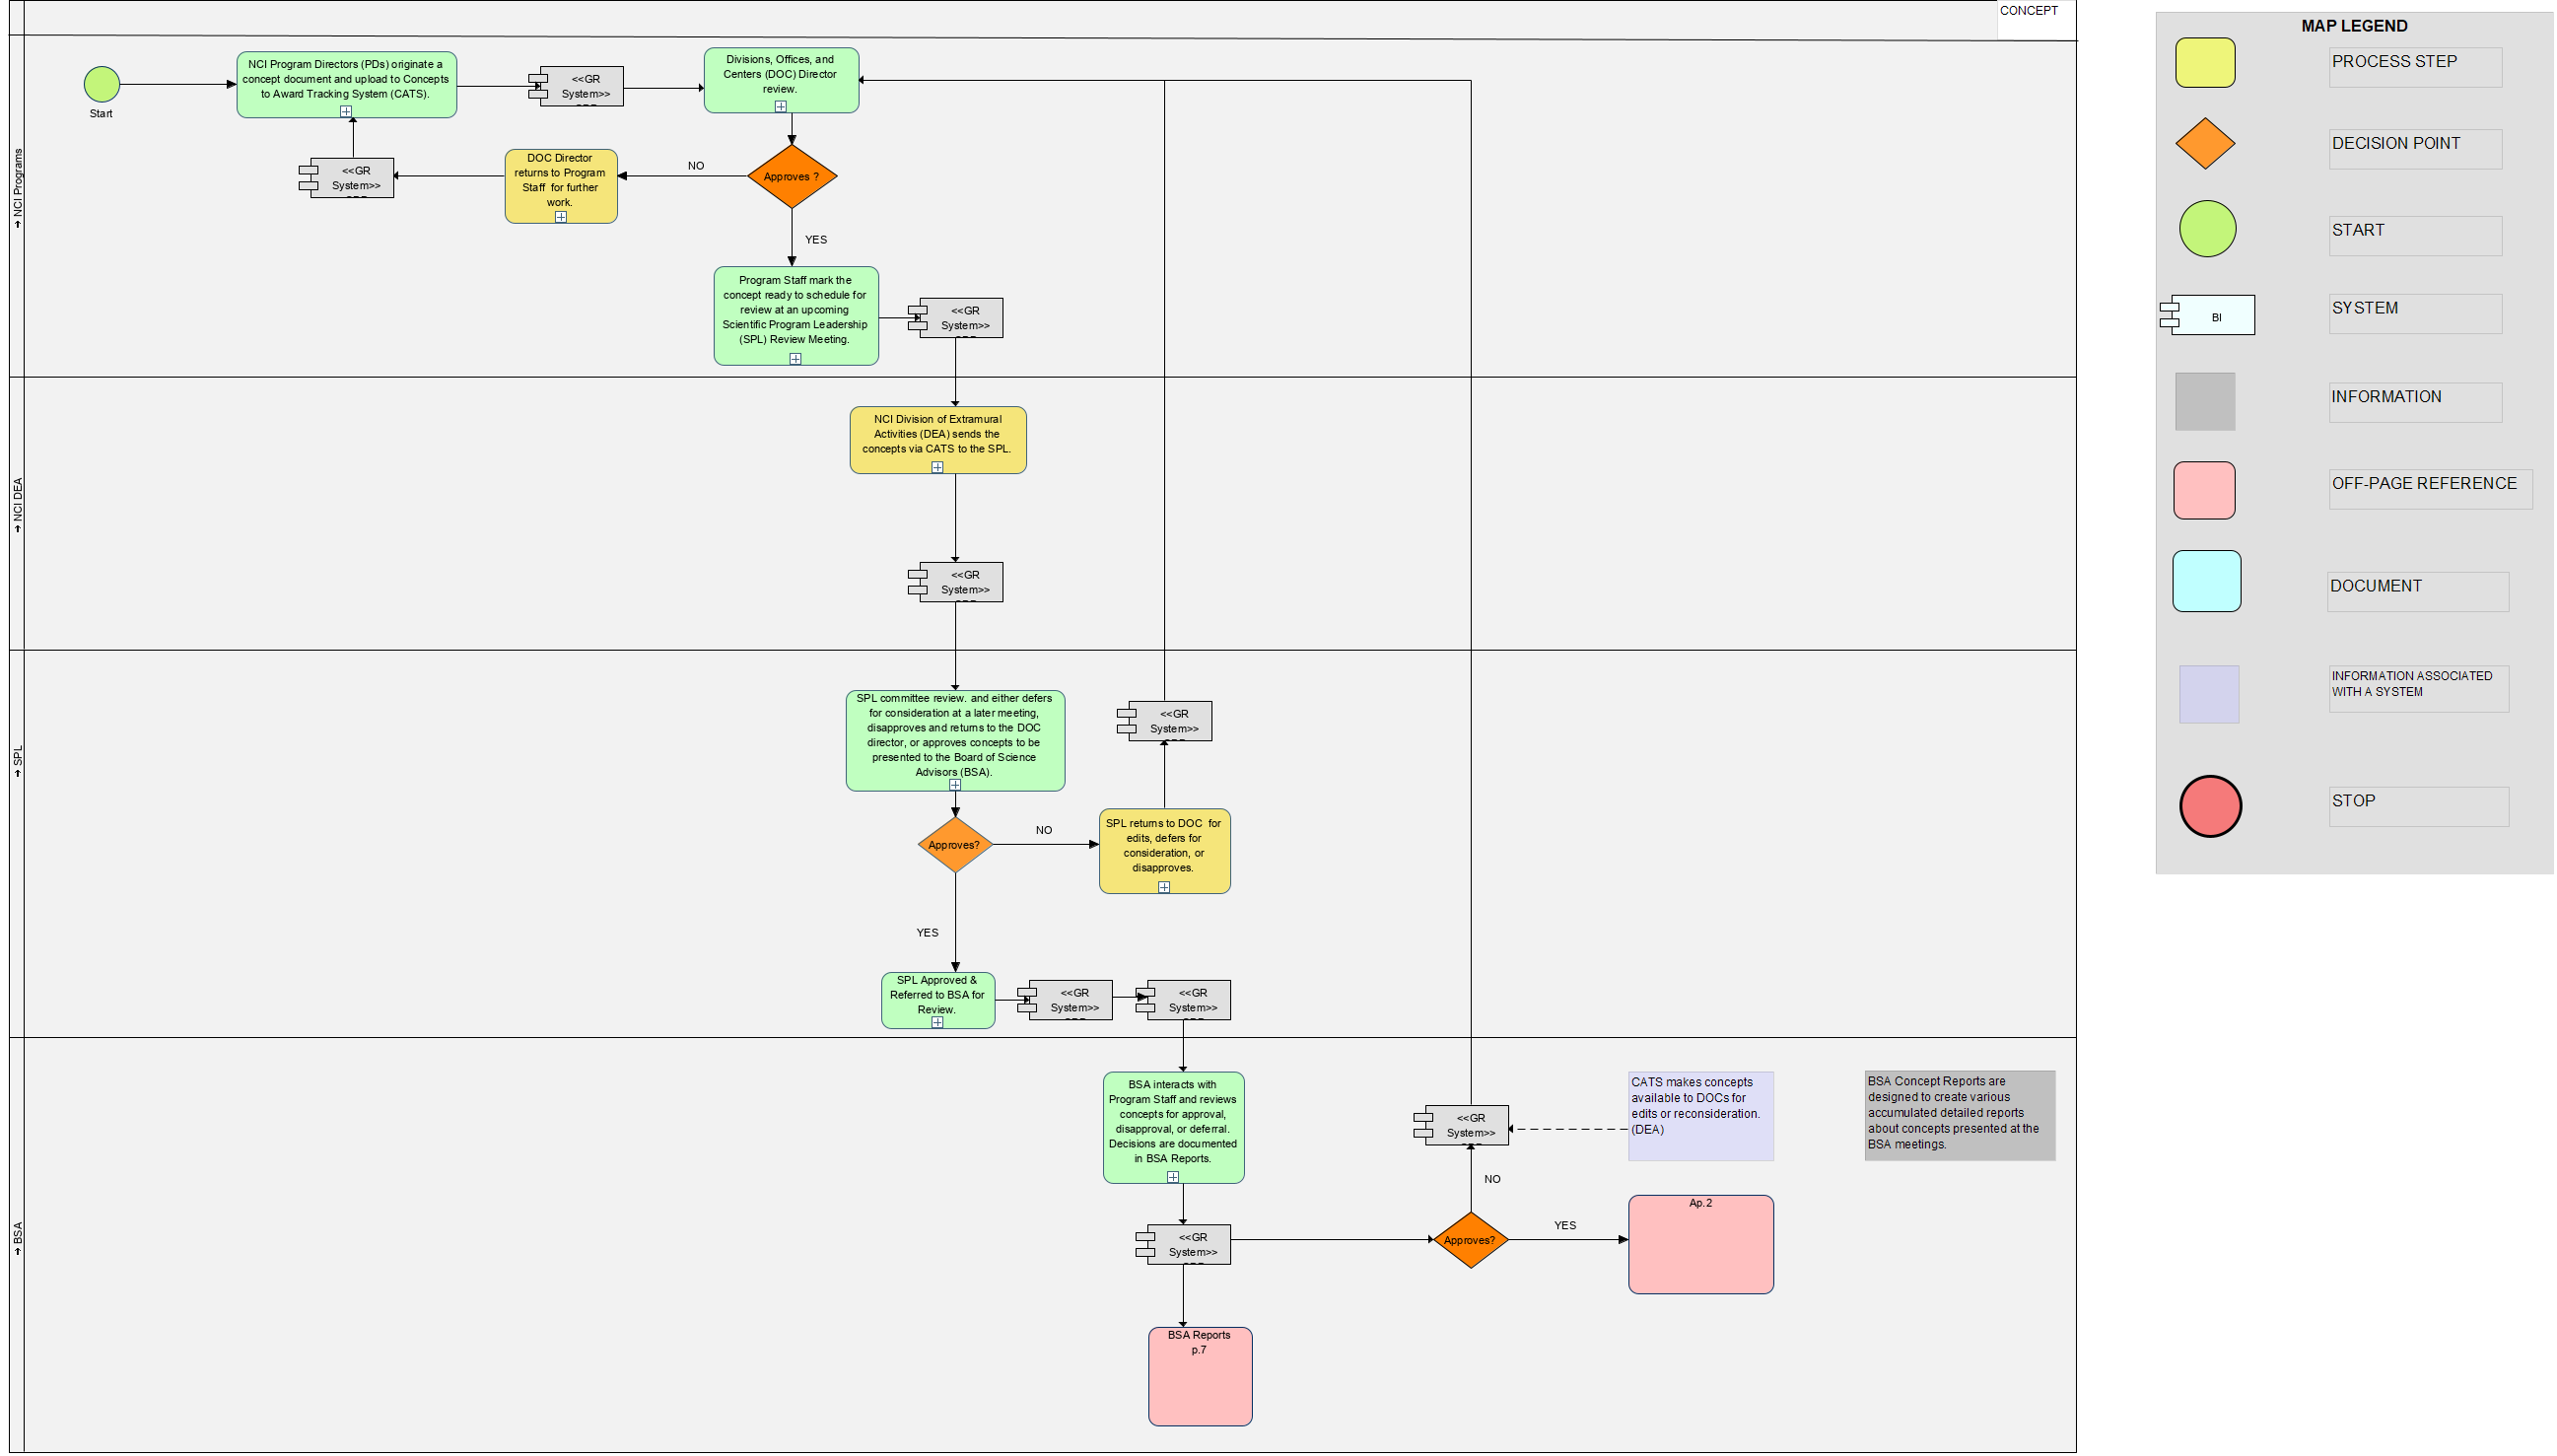 CONCEPT
NCI Programs
Start
NCI Program Directors (PDs) originate a
concept document and upload to Concepts
to Award Tracking System (CATS).
<<GR
System>>
Divisions, Offices, and
Centers (DOC) Director
review.
<<GR
System>>
DOC Director
returns to Program
Staff for further
work.
NO
Approves ?
YES
Program Staff mark the
concept ready to schedule for
review at an upcoming
Scientific Program Leadership
(SPL) Review Meeting.
<<GR
System>>
NCI DEA
NCI Division of Extramural
Activities (DEA) sends the
concepts via CATS to the SPL.
<<GR
System>>
SPL
SPL committee review. and either defers
for consideration at a later meeting,
disapproves and returns to the DOC
director, or approves concepts to be
presented to the Board of Science
Advisors (BSA).
<<GR
System>>
Approves?
NO
SPL returns to DOC for
edits, defers for
consideration, or
disapproves.
YES
SPL Approved &
Referred to BSA for
Review.
<<GR
System>>
<<GR
System>>
BSA
BSA interacts with
Program Staff and reviews
concepts for approval,
disapproval, or deferral.
Decisions are documented
in BSA Reports.
<<GR
System>>
CATS makes concepts
available to DOCs for
edits or reconsideration.
(DEA)
BSA Concept Reports are
designed to create various
accumulated detailed reports
about concepts presented at the
BSA meetings.
NO
<<GR
System>>
Approves?
YES
Ap.2
BSA Reports
p.7
MAP LEGEND
PROCESS STEP
DECISION POINT
START
BI
SYSTEM
INFORMATION
OFF-PAGE REFERENCE
DOCUMENT
INFORMATION ASSOCIATED
WITH A SYSTEM
STOP